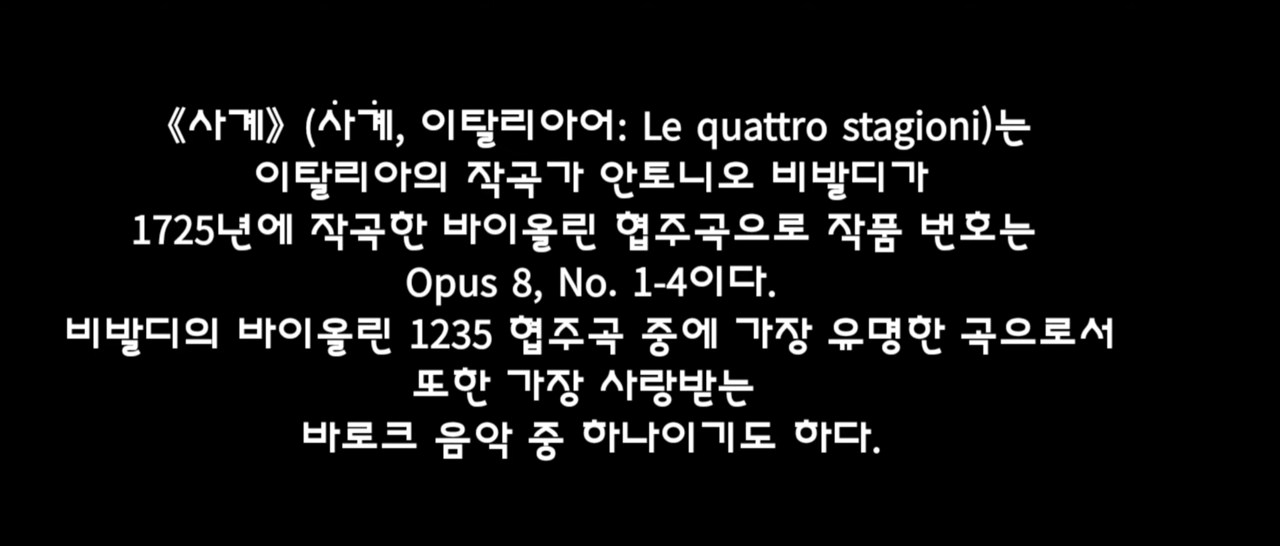 《사계》 (사계, 이탈리아어: Le quattro stagioni)는
이탈리아의 작곡가 안토니오 비발디가
1725년에 작곡한 바이올린 협주곡으로 작품 번호는
Opus 8, No. 1-4이다.
비발디의 바이올린 1235 협주곡 중에 가장 유명한 곡으로서
또한 가장 사랑받는
바로크 음악 중 하나이기도 하다.